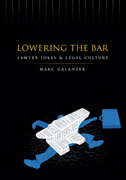 LOWERING THE BAR
LAWYER JOKES & LEGAL CULTURE
MARC GALANTER